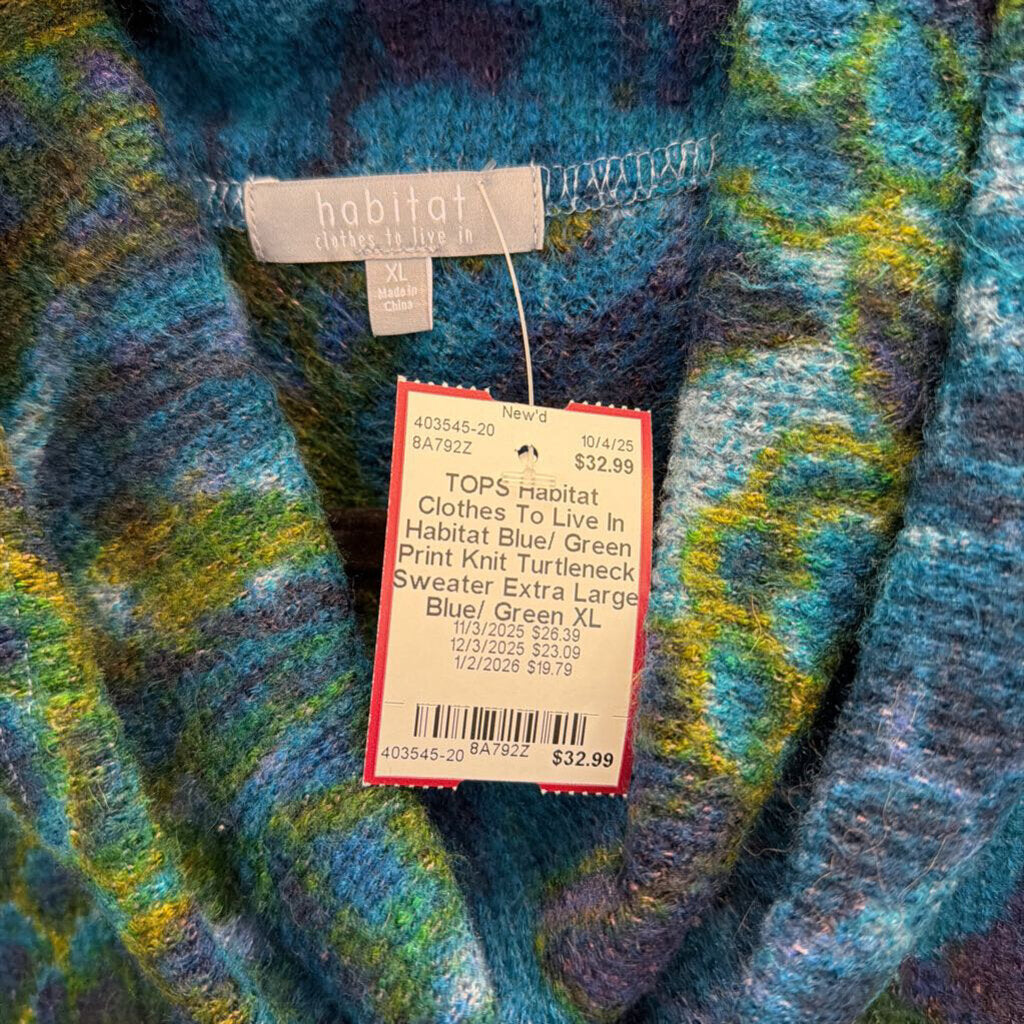 habitat
clothes to live in
XL
Made in
China
New'd
403545-20 10/4/25
8A792Z $32.99
TOPS Habitat
Clothes To Live In
Habitat Blue/ Green
Print Knit Turtleneck
Sweater Extra Large
Blue/ Green XL
11/3/2025 $26.39
12/3/2025 $23.09
1/2/2026 $19.79
403545-20 8A792Z $32.99